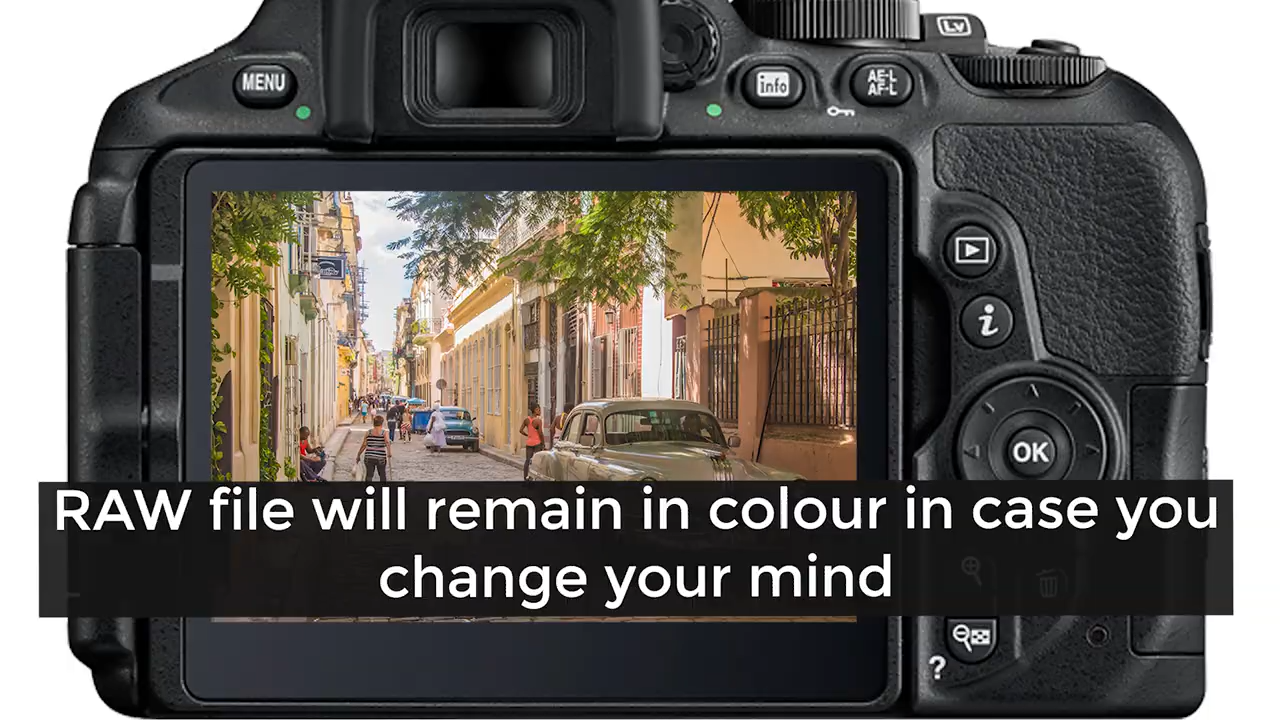 Lv
MENU
info
AE-L
AF-L
i
OK
RAW file will remain in colour in case you
change your mind
?